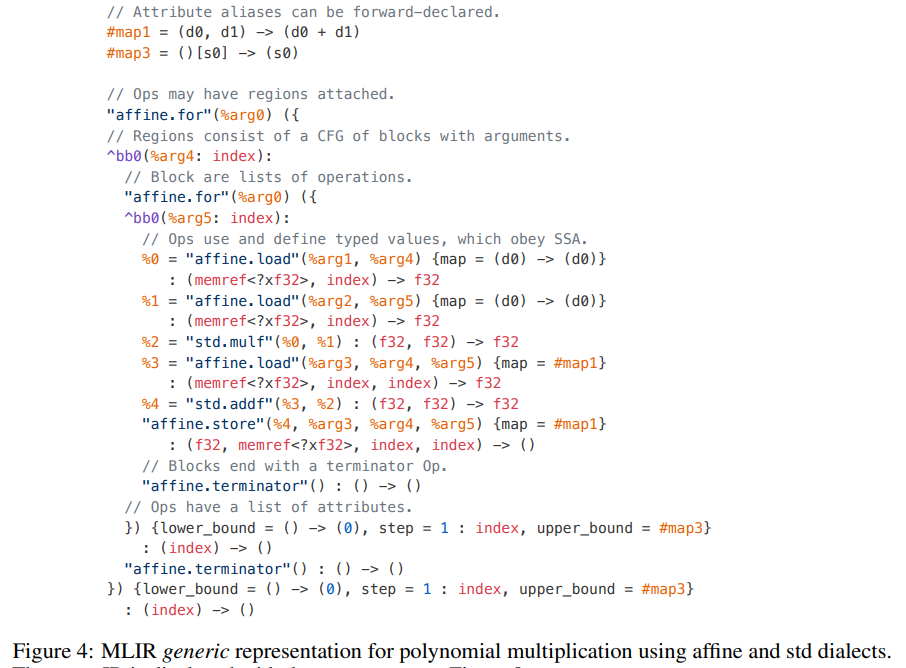 // Attribute aliases can be forward-declared.
#map1 = (d0, d1) -> (d0 + d1)
#map3 = ()[s0] -> (s0)
// Ops may have regions attached.
"affine.for"(%arg0) ({
// Regions consist of a CFG of blocks with arguments.
^bb0(%arg4: index):
// Block are lists of operations.
"affine.for"(%arg0) ({
^bb0(%arg5: index):
// Ops use and define typed values, which obey SSA.
%0 = "affine.load"(%arg1, %arg4) {map = (d0) -> (d0)}
: (memref<?xf32>, index) -> f32
%1 = "affine.load"(%arg2, %arg5) {map = (d0) -> (d0)}
: (memref<?xf32>, index) -> f32
%2 = "std.mulf"(%0, %1) : (f32, f32) -> f32
%3 = "affine.load"(%arg3, %arg4, %arg5) {map = #map1}
: (memref<?xf32>, index, index) -> f32
%4 = "std.addf"(%3, %2) : (f32, f32) -> f32
"affine.store"(%4, %arg3, %arg4, %arg5) {map = #map1}
: (f32, memref<?xf32>, index, index) -> ()
// Blocks end with a terminator Op.
"affine.terminator"() : () -> ()
// Ops have a list of attributes.
}) {lower_bound = () -> (0), step = 1 : index, upper_bound = #map3}
: (index) -> ()
"affine.terminator"() : () -> ()
}) {lower_bound = () -> (0), step = 1 : index, upper_bound = #map3}
: (index) -> ()
Figure 4: MLIR generic representation for polynomial multiplication using affine and std dialects.